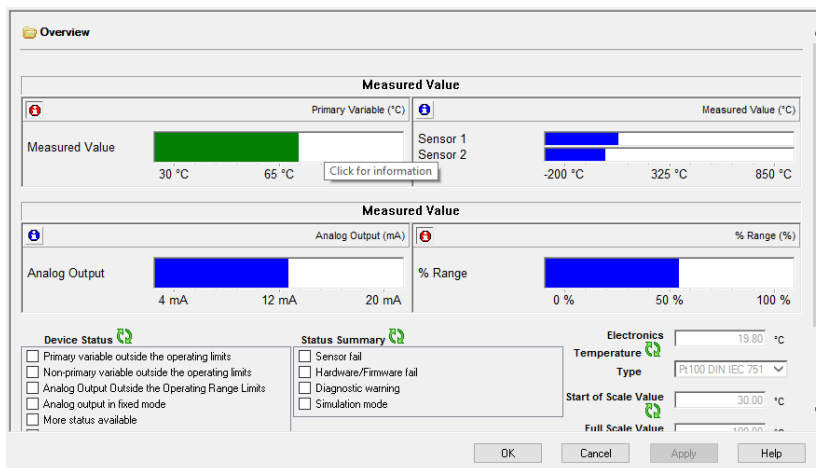 Overview
Measured Value
Primary Variable (°C)
Measured Value (°C)
Measured Value
Sensor 1
Sensor 2
30 °C 65 °C
Click for information
-200 °C 325 °C 850 °C
Measured Value
Analog Output (mA)
% Range (%)
Analog Output
% Range
4 mA 12 mA 20 mA
0 % 50 % 100 %
Device Status
Primary variable outside the operating limits
Non-primary variable outside the operating limits
Analog Output Outside the Operating Range Limits
Analog output in fixed mode
More status available
Status Summary
Sensor fail
Hardware/Firmware fail
Diagnostic warning
Simulation mode
Electronics
Temperature
19.80 °C
Type
Pt100 DIN IEC 751
Start of Scale Value
30.00 °C
Full Scale Value
100.00 °C
OK Cancel Apply Help